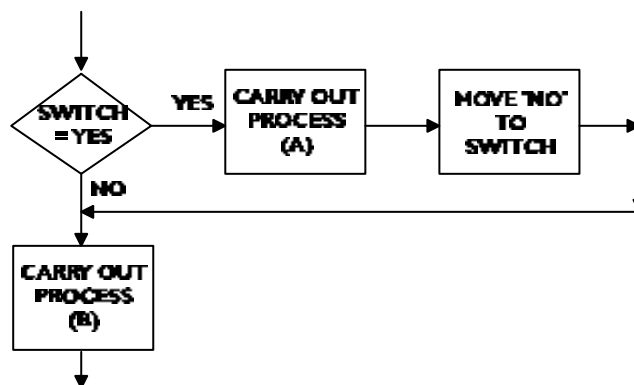 SWITCH
= YES
YES
CARRY OUT
PROCESS
(A)
MOVE "NO"
TO
SWITCH
NO
CARRY OUT
PROCESS
(B)